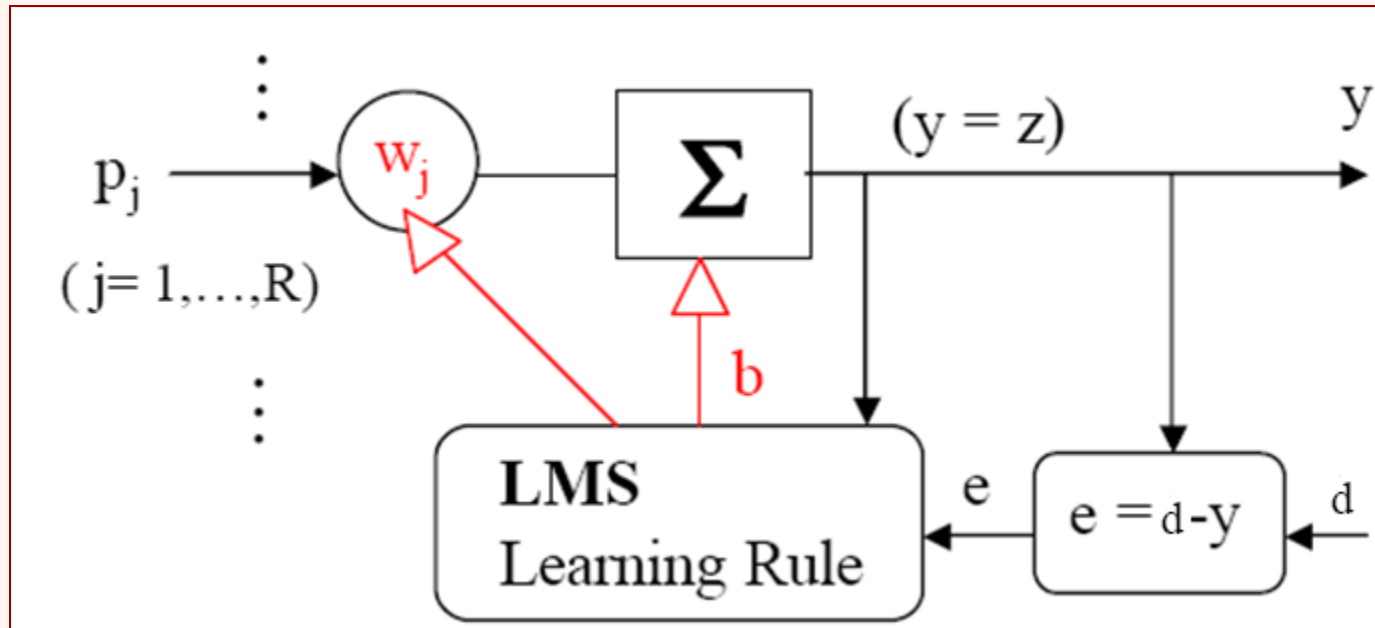 y
(y = z)
w_j
Σ
p_j
( j= 1,…,R)
b
LMS
Learning Rule
e
e = d-y
d